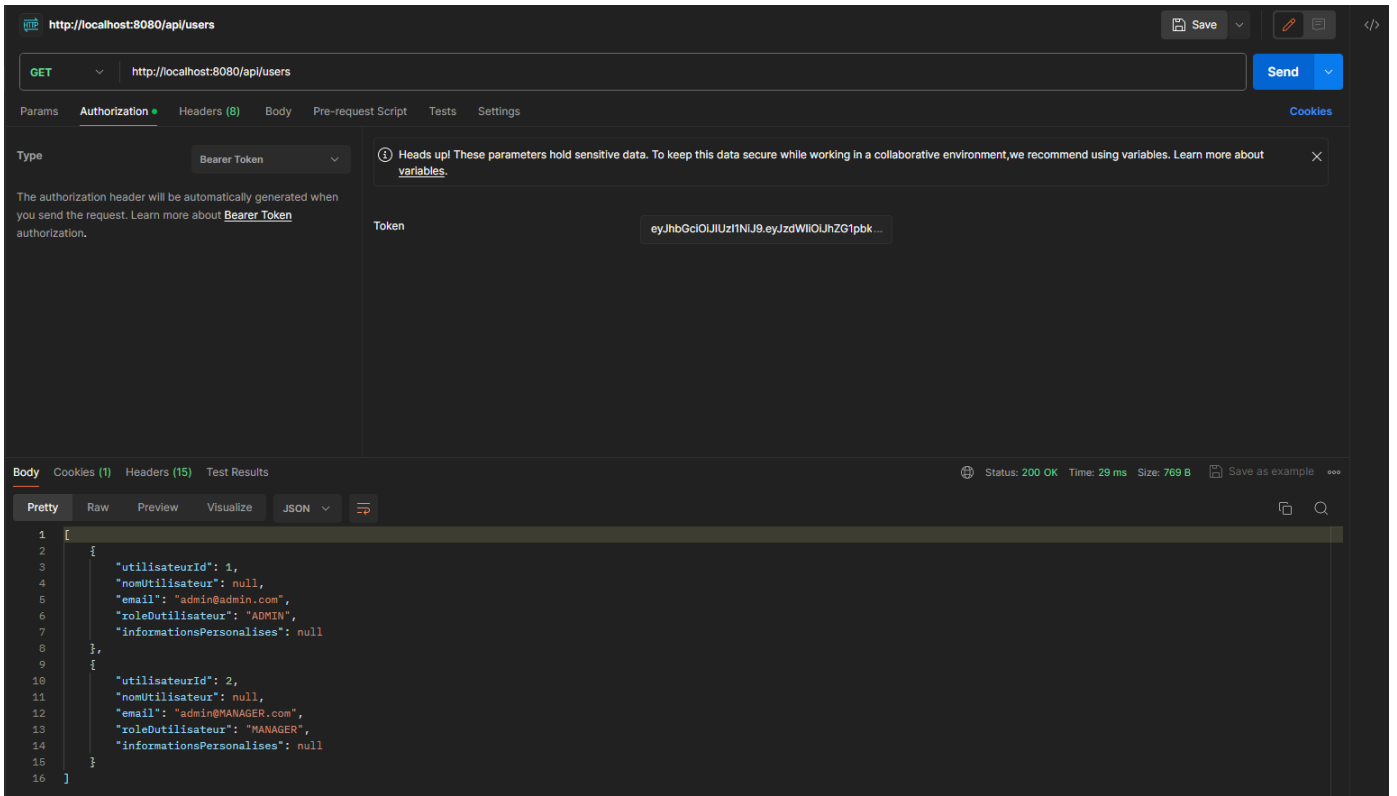 HTTP http://localhost:8080/api/users Save
GET http://localhost:8080/api/users Send
Params Authorization Headers (8) Body Pre-request Script Tests Settings Cookies
Type Bearer Token
The authorization header will be automatically generated when
you send the request. Learn more about Bearer Token
authorization.
Heads up! These parameters hold sensitive data. To keep this data secure while working in a collaborative environment,we recommend using variables. Learn more about
variables.
Token eyJhbGciOiJIUzI1NiJ9.eyJzdWIiOiJhZG1pbk...
Body Cookies (1) Headers (15) Test Results Status: 200 OK Time: 29 ms Size: 769 B Save as example
Pretty Raw Preview Visualize JSON
1 [
2 {
3 "utilisateurId": 1,
4 "nomUtilisateur": null,
5 "email": "admin@admin.com",
6 "roleDutilisateur": "ADMIN",
7 "informationsPersonalises": null
8 },
9 {
10 "utilisateurId": 2,
11 "nomUtilisateur": null,
12 "email": "admin@MANAGER.com",
13 "roleDutilisateur": "MANAGER",
14 "informationsPersonalises": null
15 }
16 ]